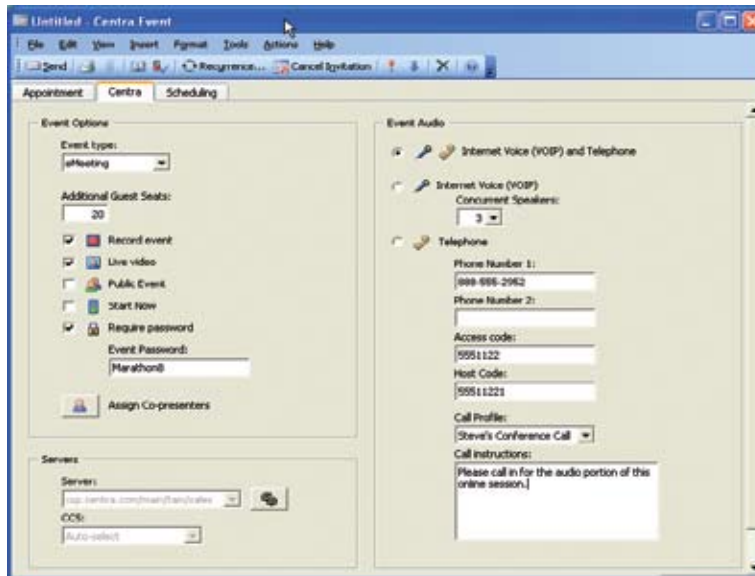 Untitled - Centra Event
File Edit View Insert Format Tools Actions Help
Send Recurrence... Cancel Invitation
Appointment Centra Scheduling
Event Options
Event type:
eMeeting
Additional Guest Seats:
20
Record event
Live video
Public Event
Start Now
Require password
Event Password:
Marathon8
Assign Co-presenters
Servers
Server:
CCS:
Auto-select
Event Audio
Internet Voice (VOIP) and Telephone
Internet Voice (VOIP)
Concurrent Speakers:
3
Telephone
Phone Number 1:
888-555-2952
Phone Number 2:
Access code:
5551122
Host Code:
55511221
Call Profile:
Steve's Conference Call
Call instructions:
Please call in for the audio portion of this
online session.